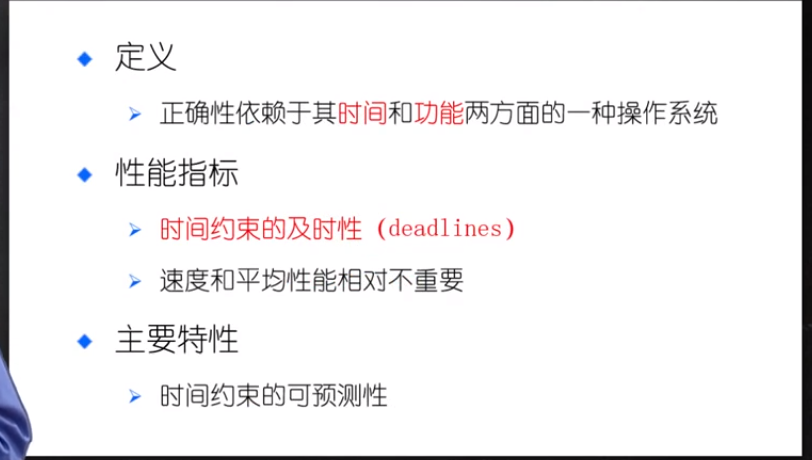 定义
正确性依赖于其时间和功能两方面的一种操作系统
性能指标
时间约束的及时性（deadlines）
速度和平均性能相对不重要
主要特性
时间约束的可预测性